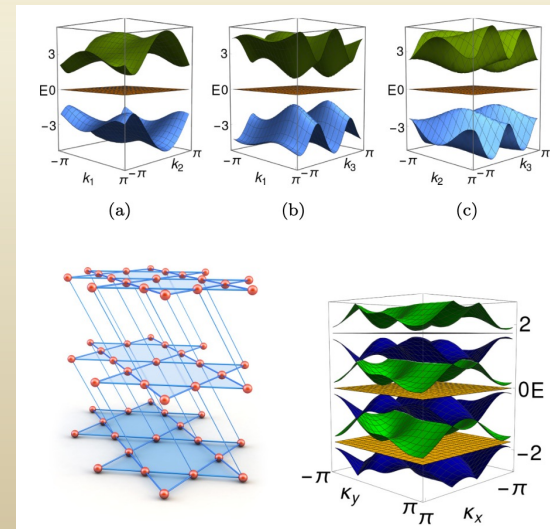 3 3 3
E0 E0 E0
−3 −3 −3
−π k₁ π −π k₂ π
−π k₁ π −π k₃ π
−π k₂ π −π k₃ π
(a) (b) (c)
2
0E
−2
−π κy π π κx −π